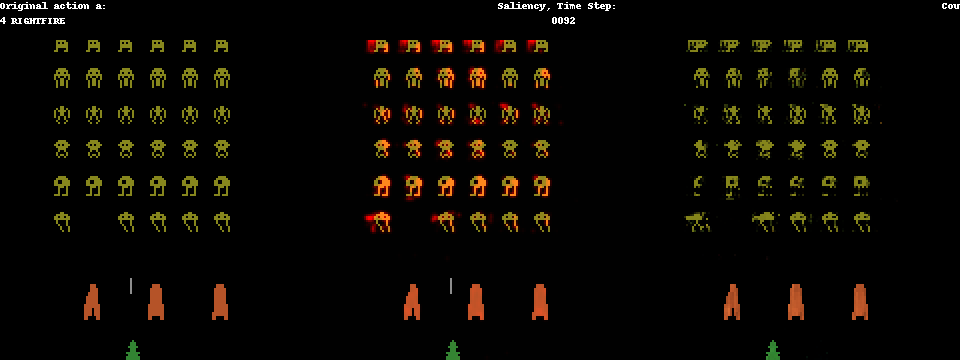 Original action a:
Saliency, Time Step:
Cou
4 RIGHTFIRE
0092